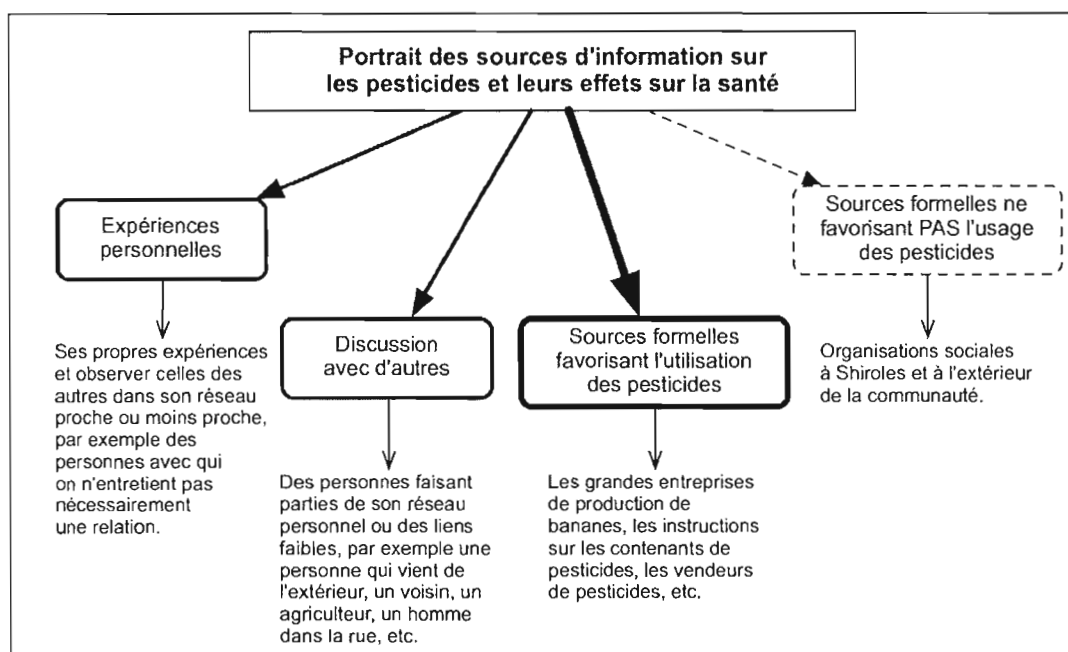 Portrait des sources d'information sur
les pesticides et leurs effets sur la santé
Expériences
personnelles
Ses propres expériences
et observer celles des
autres dans son réseau
proche ou moins proche,
par exemple des
personnes avec qui
on n'entretient pas
nécessairement
une relation.
Discussion
avec d'autres
Des personnes faisant
parties de son réseau
personnel ou des liens
faibles, par exemple une
personne qui vient de
l'extérieur, un voisin, un
agriculteur, un homme
dans la rue, etc.
Sources formelles
favorisant l'utilisation
des pesticides
Les grandes entreprises
de production de
bananes, les instructions
sur les contenants de
pesticides, les vendeurs
de pesticides, etc.
Sources formelles ne
favorisant PAS l'usage
des pesticides
Organisations sociales
à Shiroles et à l'extérieur
de la communauté.